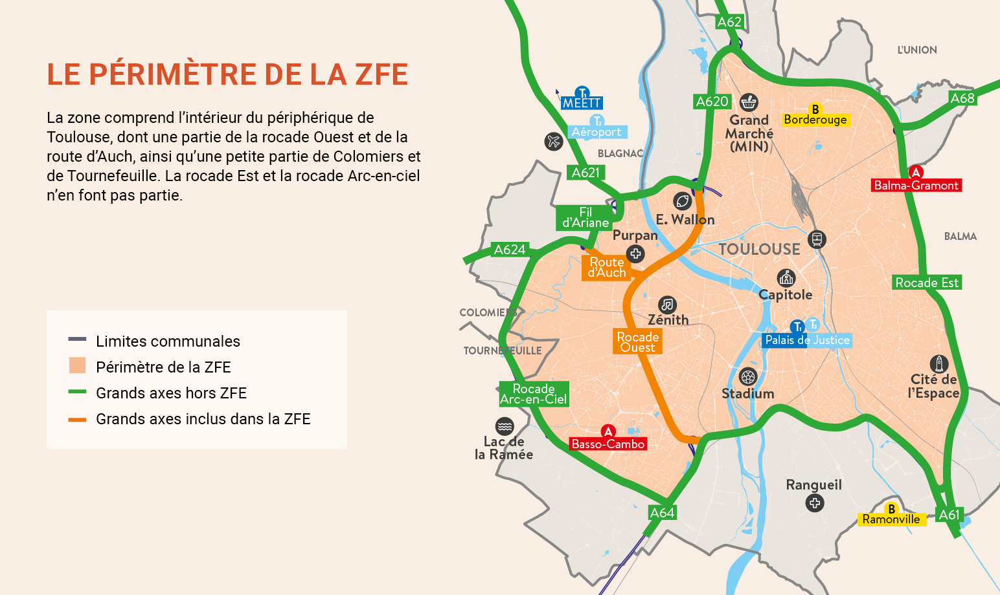 LE PÉRIMÈTRE DE LA ZFE
La zone comprend l’intérieur du périphérique de
Toulouse, dont une partie de la rocade Ouest et de la
route d’Auch, ainsi qu’une petite partie de Colomiers et
de Tournefeuille. La rocade Est et la rocade Arc-en-ciel
n’en font pas partie.
Limites communales
Périmètre de la ZFE
Grands axes hors ZFE
Grands axes inclus dans la ZFE
A62
L’UNION
T1
MEETT
A620
A68
Grand
Marché
(MIN)
B
Borderouge
T2
Aéroport
BLAGNAC
A621
A
Balma-Gramont
Fil
d’Ariane
E. Wallon
Purpan
BALMA
A624
TOULOUSE
Route
d’Auch
Rocade Est
Capitole
COLOMIERS
Zénith
T1
T2
Palais de Justice
Rocade
Ouest
TOURNEFEUILLE
Cité de
l’Espace
Stadium
Rocade
Arc-en-Ciel
A
Basso-Cambo
Lac de
la Ramée
Rangueil
A64
B
Ramonville
A61